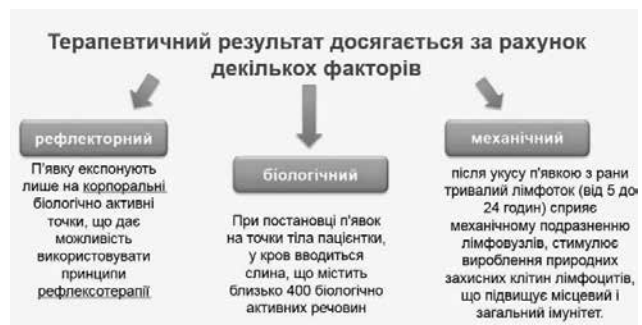 Терапевтичний результат досягається за рахунок
декількох факторів
рефлекторний
П'явку експонують
лише на корпоральні
біологічно активні
точки, що дає
можливість
використовувати
принципи
рефлексотерапії
біологічний
При постановці п'явок
на точки тіла пацієнтки,
у кров вводиться
слина, що містить
близько 400 біологічно
активних речовин
механічний
після укусу п'явкою з рани
тривалий лімфоток (від 5 до
24 годин) сприяє
механічному подразненню
лімфовузлів, стимулює
вироблення природних
захисних клітин лімфоцитів,
що підвищує місцевий і
загальний імунітет.